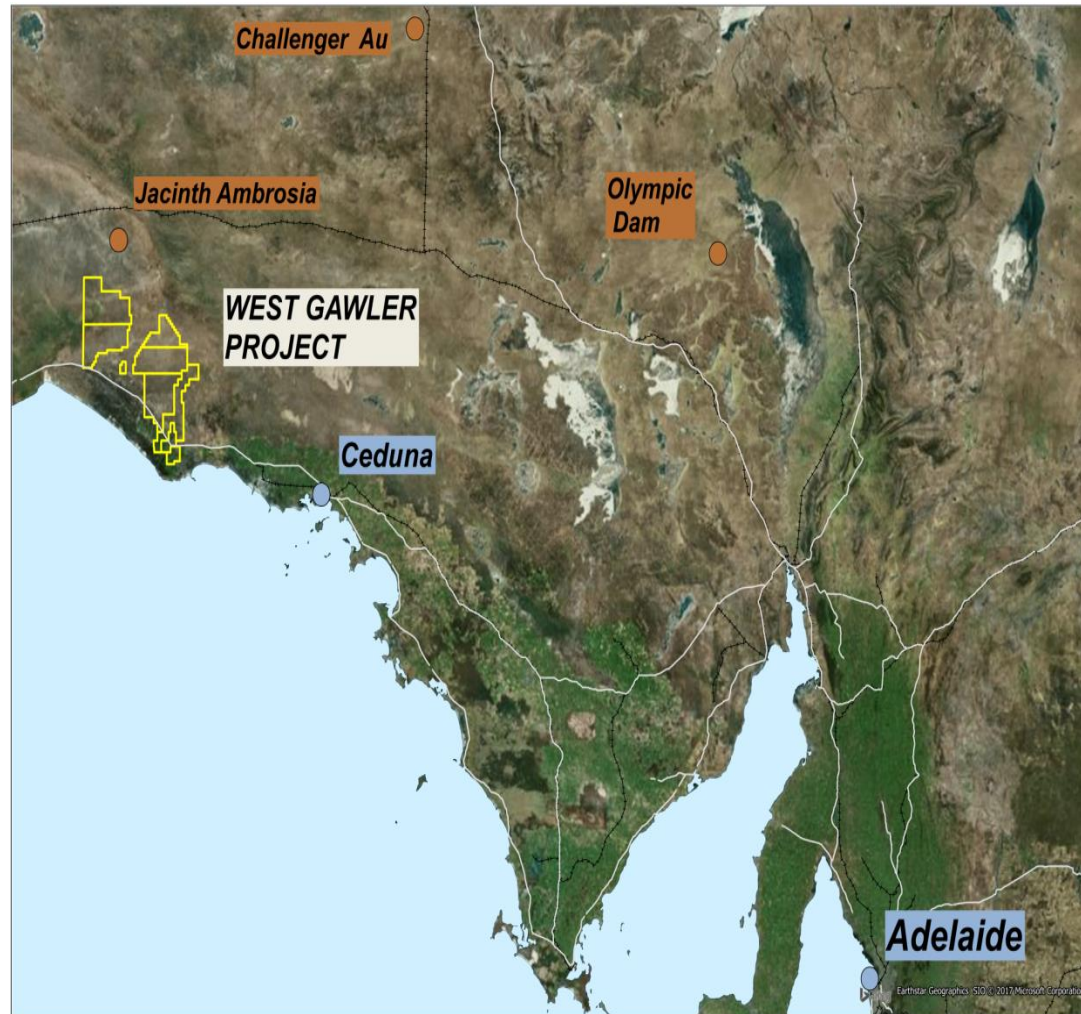 Challenger Au
Jacinth Ambrosia
Olympic
Dam
WEST GAWLER
PROJECT
Ceduna
Adelaide
Earthstar Geographics SIO © 2017 Microsoft Corporation